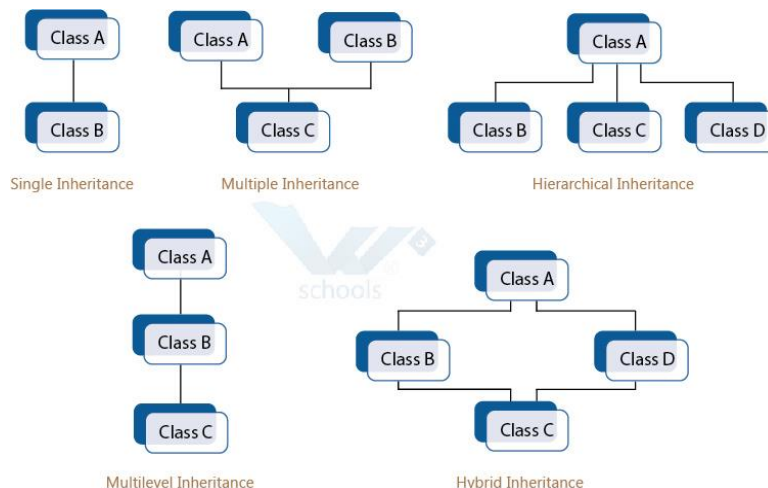 Class A
Class B
Single Inheritance
Class A
Class B
Class C
Multiple Inheritance
Class A
Class B
Class C
Class D
Hierarchical Inheritance
Class A
Class B
Class C
Multilevel Inheritance
Class A
Class B
Class D
Class C
Hybrid Inheritance
W3
schools
®